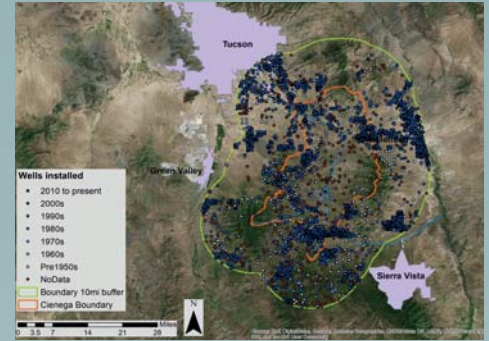 Tucson
Green Valley
Sierra Vista
Wells installed
2010 to present
2000s
1990s
1980s
1970s
1960s
Pre1950s
NoData
Boundary 10mi buffer
Cienega Boundary
N
Miles
0 3.5 7 14 21 28